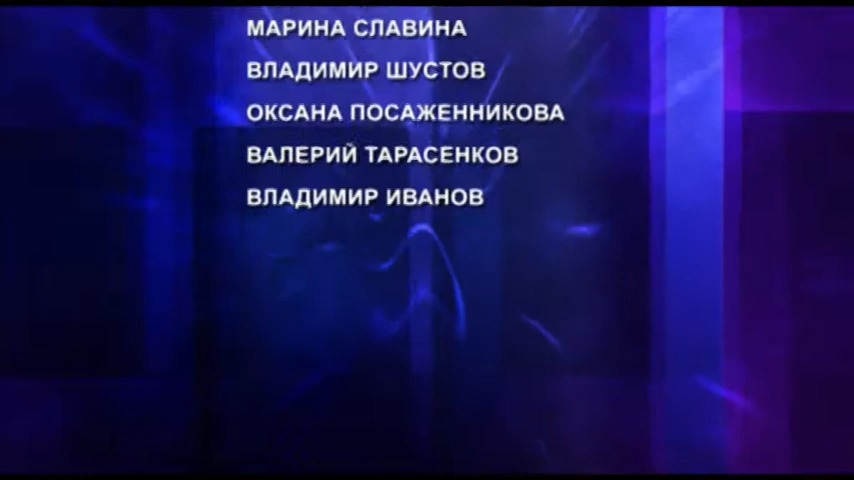 МАРИНА СЛАВИНА
ВЛАДИМИР ШУСТОВ
ОКСАНА ПОСАЖЕННИКОВА
ВАЛЕРИЙ ТАРАСЕНКОВ
ВЛАДИМИР ИВАНОВ